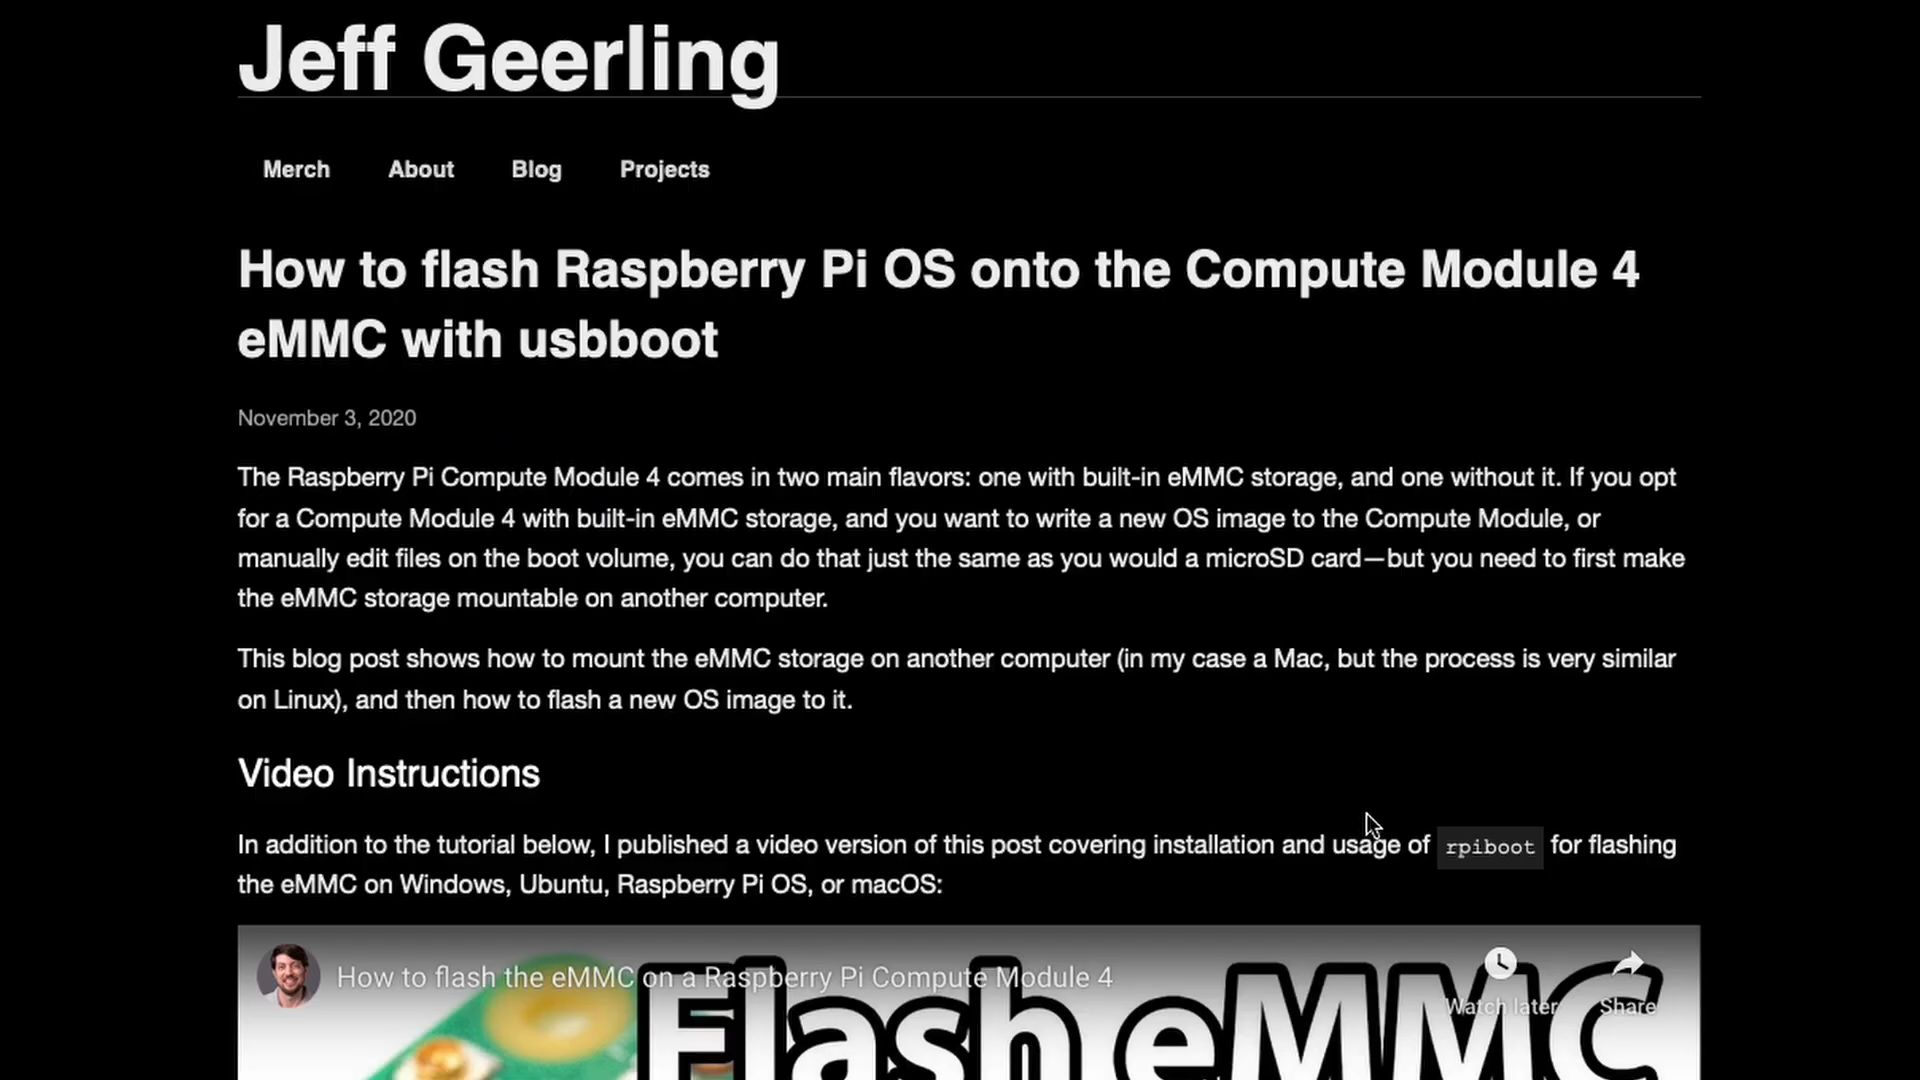 Jeff Geerling
Merch About Blog Projects
How to flash Raspberry Pi OS onto the Compute Module 4
eMMC with usbboot
November 3, 2020
The Raspberry Pi Compute Module 4 comes in two main flavors: one with built-in eMMC storage, and one without it. If you opt
for a Compute Module 4 with built-in eMMC storage, and you want to write a new OS image to the Compute Module, or
manually edit files on the boot volume, you can do that just the same as you would a microSD card—but you need to first make
the eMMC storage mountable on another computer.
This blog post shows how to mount the eMMC storage on another computer (in my case a Mac, but the process is very similar
on Linux), and then how to flash a new OS image to it.
Video Instructions
In addition to the tutorial below, I published a video version of this post covering installation and usage of rpiboot for flashing
the eMMC on Windows, Ubuntu, Raspberry Pi OS, or macOS:
How to flash the eMMC on a Raspberry Pi Compute Module 4
Watch later Share
Flash eMMC